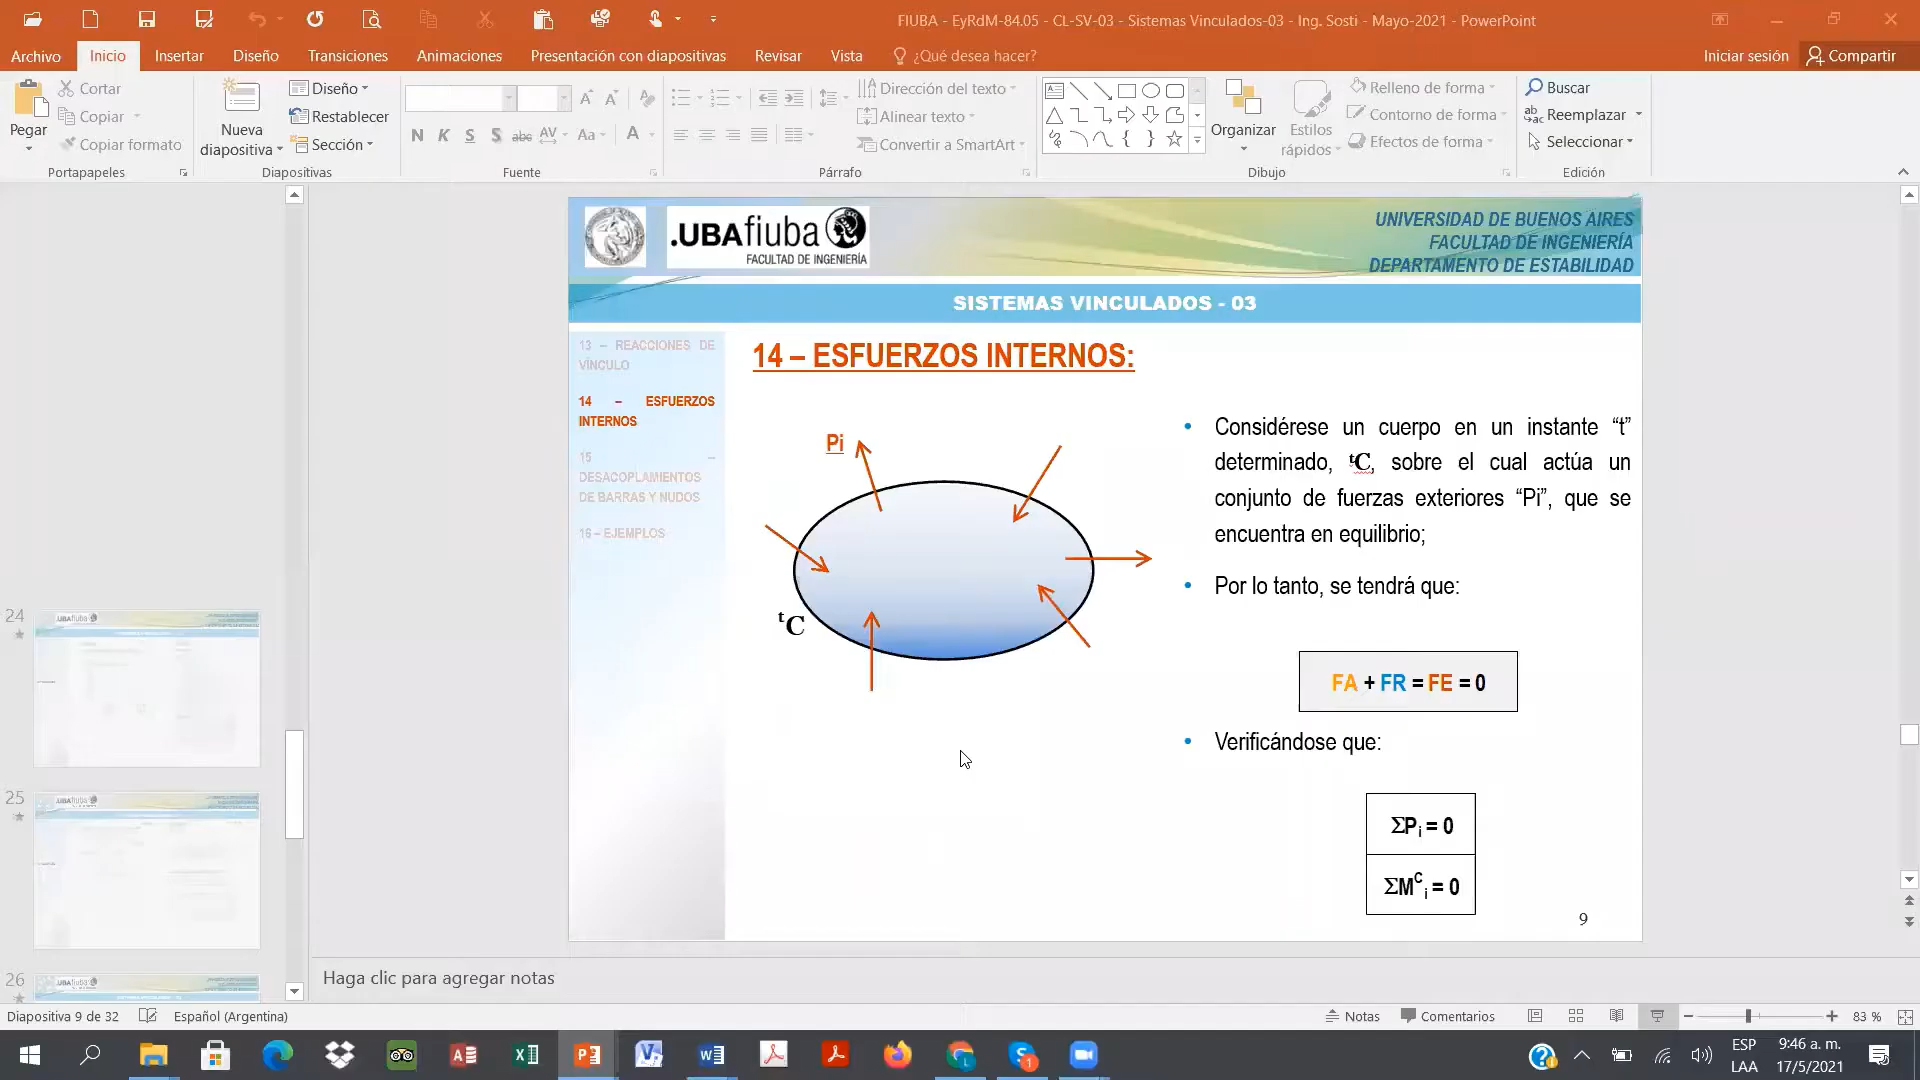 FIUBA - EyRdM-84.05 - CL-SV-03 - Sistemas Vinculados-03 - Ing. Sosti - Mayo-2021 - PowerPoint
Archivo Inicio Insertar Diseño Transiciones Animaciones Presentación con diapositivas Revisar Vista ¿Qué desea hacer? Iniciar sesión Compartir
Pegar
Cortar
Copiar
Copiar formato
Portapapeles
Nueva
diapositiva
Diseño
Restablecer
Sección
Diapositivas
N K S S abc AV Aa A
Fuente
Dirección del texto
Alinear texto
Convertir a SmartArt
Párrafo
Organizar
Estilos
rápidos
Relleno de forma
Contorno de forma
Efectos de forma
Dibujo
Buscar
Reemplazar
Seleccionar
Edición
24
25
26
.UBAfiuba
FACULTAD DE INGENIERÍA
UNIVERSIDAD DE BUENOS AIRES
FACULTAD DE INGENIERÍA
DEPARTAMENTO DE ESTABILIDAD
SISTEMAS VINCULADOS - 03
13 – REACCIONES DE
VÍNCULO
14 – ESFUERZOS
INTERNOS
15 –
DESACOPLAMIENTOS
DE BARRAS Y NUDOS
16 – EJEMPLOS
14 – ESFUERZOS INTERNOS:
Pi
tC
• Considérese un cuerpo en un instante “t”
determinado, tC, sobre el cual actúa un
conjunto de fuerzas exteriores “Pi”, que se
encuentra en equilibrio;
• Por lo tanto, se tendrá que:
FA + FR = FE = 0
• Verificándose que:
ΣPi = 0
ΣMCi = 0
9
Haga clic para agregar notas
Diapositiva 9 de 32 Español (Argentina) Notas Comentarios 83 %
ESP
LAA
9:46 a. m.
17/5/2021